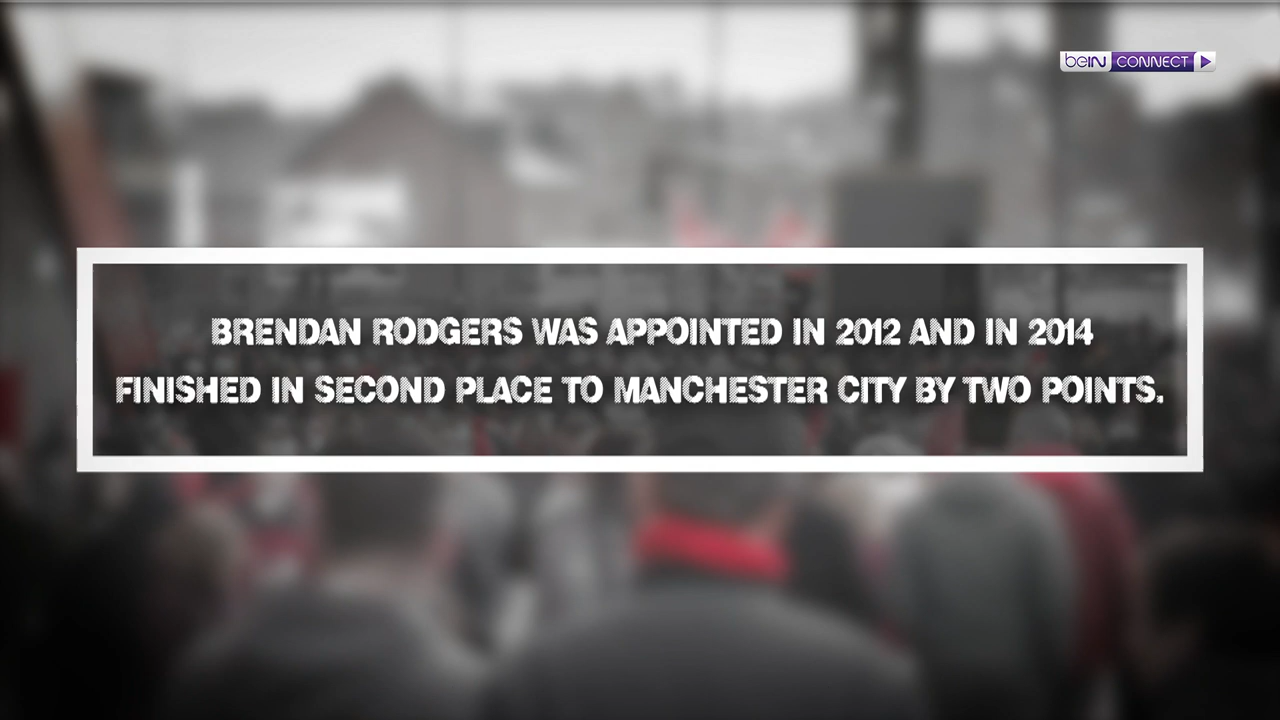 beIN CONNECT
BRENDAN RODGERS WAS APPOINTED IN 2012 AND IN 2014
FINISHED IN SECOND PLACE TO MANCHESTER CITY BY TWO POINTS.